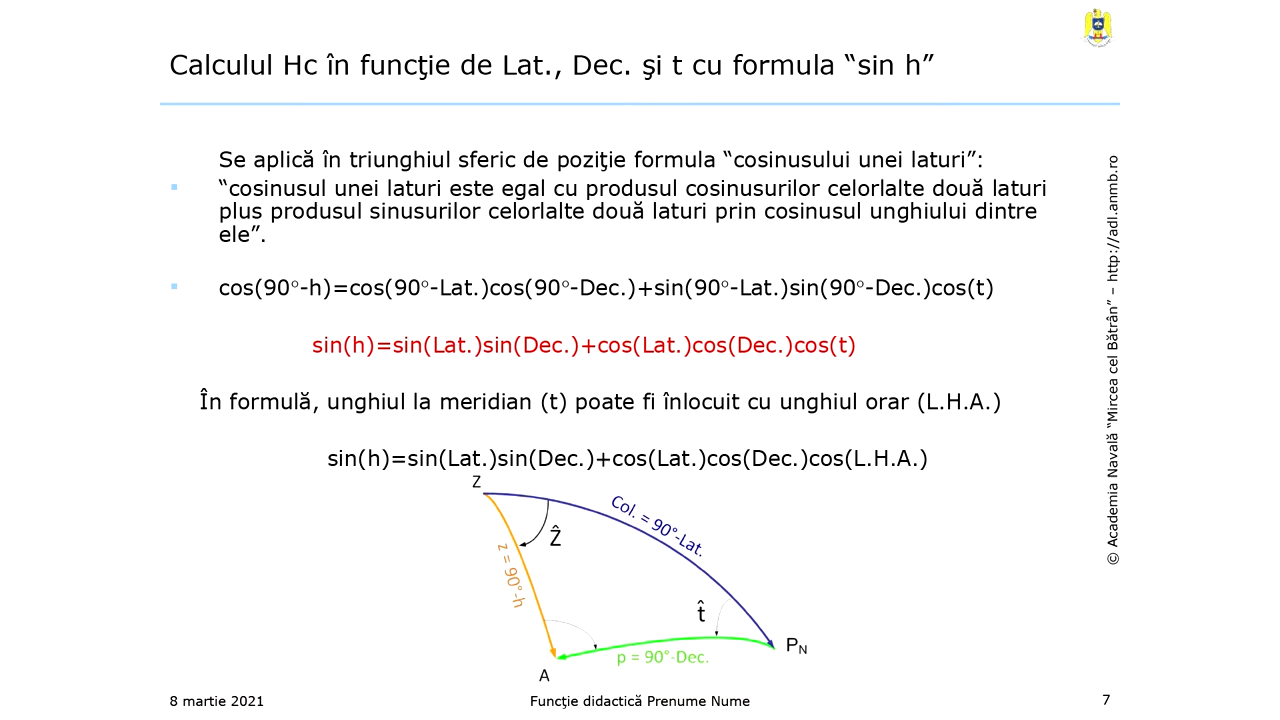 Calculul Hc în funcţie de Lat., Dec. şi t cu formula “sin h”
Se aplică în triunghiul sferic de poziţie formula “cosinusului unei laturi”:
▪ “cosinusul unei laturi este egal cu produsul cosinusurilor celorlalte două laturi
plus produsul sinusurilor celorlalte două laturi prin cosinusul unghiului dintre
ele”.
▪ cos(90°-h)=cos(90°-Lat.)cos(90°-Dec.)+sin(90°-Lat.)sin(90°-Dec.)cos(t)
sin(h)=sin(Lat.)sin(Dec.)+cos(Lat.)cos(Dec.)cos(t)
În formulă, unghiul la meridian (t) poate fi înlocuit cu unghiul orar (L.H.A.)
sin(h)=sin(Lat.)sin(Dec.)+cos(Lat.)cos(Dec.)cos(L.H.A.)
Z
Col. = 90°-Lat.
Ẑ
z = 90°-h
t̂
P_N
p = 90°-Dec.
A
© Academia Navală “Mircea cel Bătrân” – http://adl.anmb.ro
8 martie 2021
Funcţie didactică Prenume Nume
7